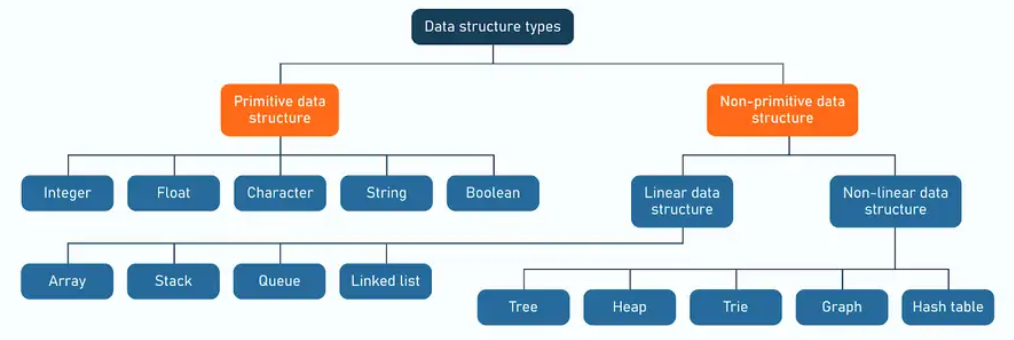 Data structure types
Primitive data
structure
Non-primitive data
structure
Integer
Float
Character
String
Boolean
Linear data
structure
Non-linear data
structure
Array
Stack
Queue
Linked list
Tree
Heap
Trie
Graph
Hash table